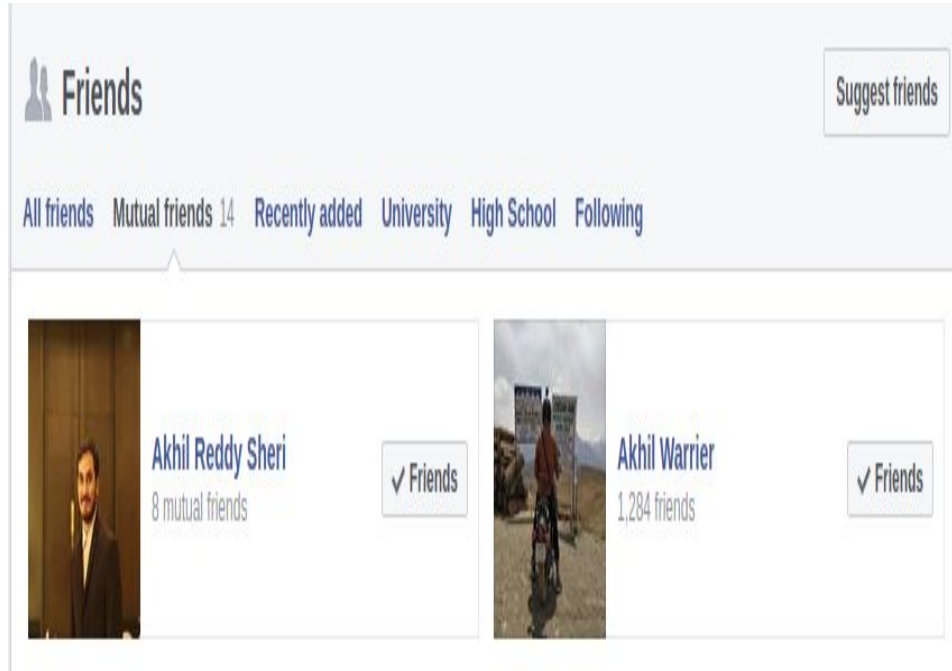 Friends
Suggest friends
All friends Mutual friends 14 Recently added University High School Following
Akhil Reddy Sheri
8 mutual friends
✓ Friends
Akhil Warrier
1,284 friends
✓ Friends